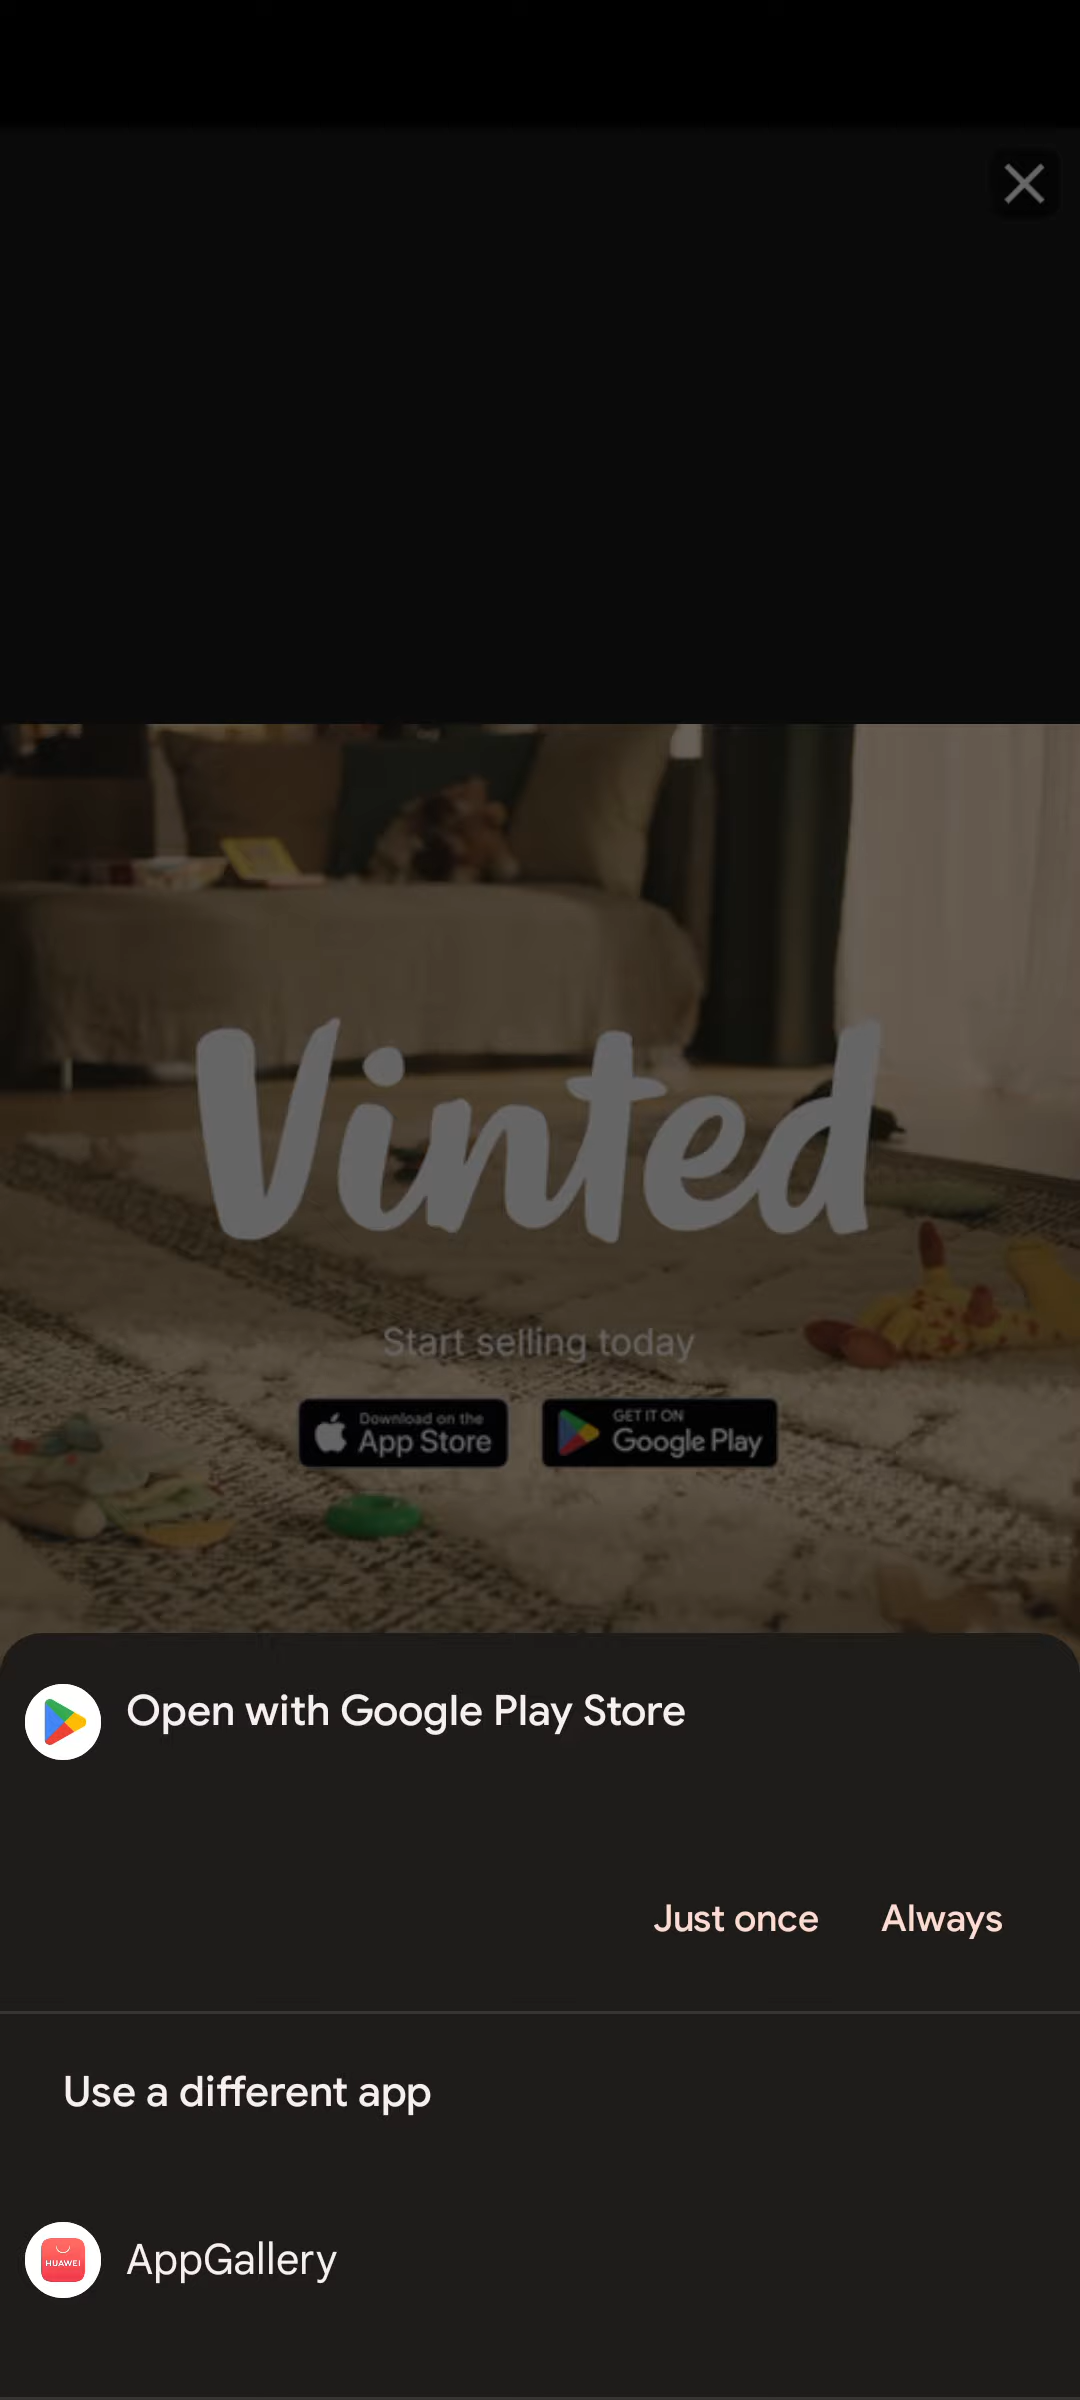 Vinted
Start selling today
Download on the
App Store
GET IT ON
Google Play
Open with Google Play Store
Just once
Always
Use a different app
HUAWEI
AppGallery